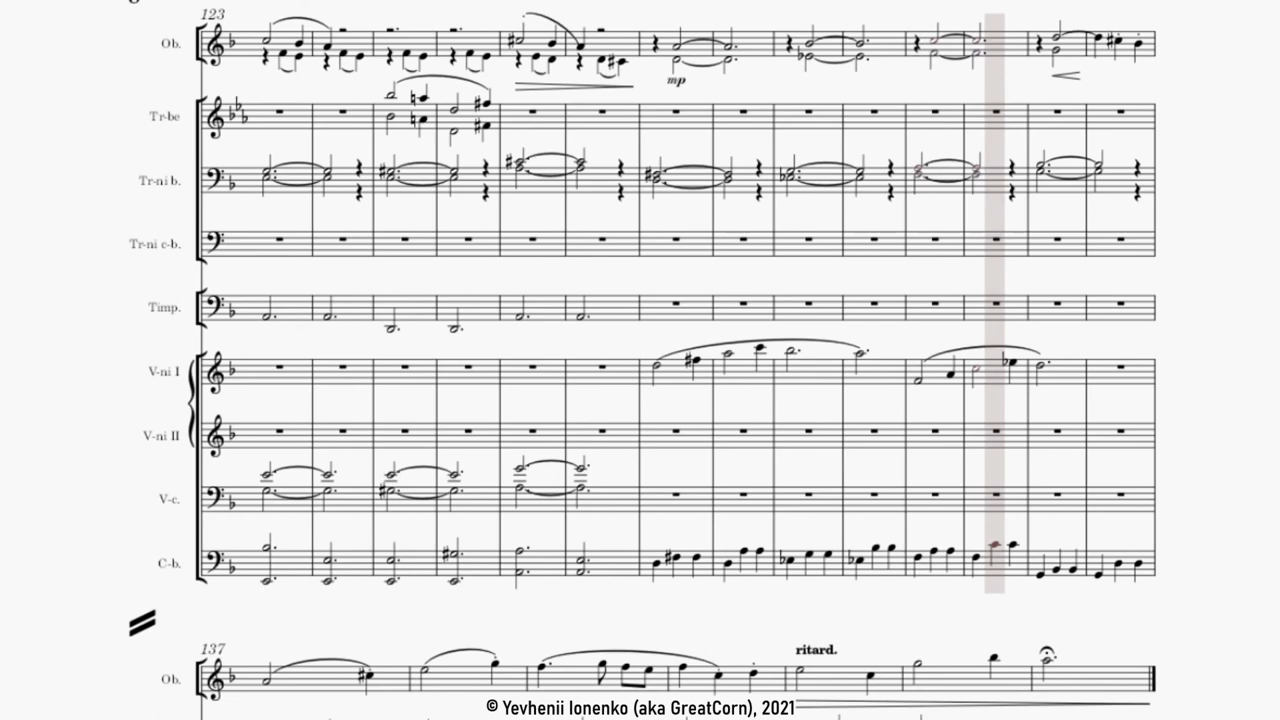 123
Ob.
mp
Tr-be
Tr-ni b.
Tr-ni c-b.
Timp.
V-ni I
V-ni II
V-c.
C-b.
137
ritard.
Ob.
© Yevhenii Ionenko (aka GreatCorn), 2021